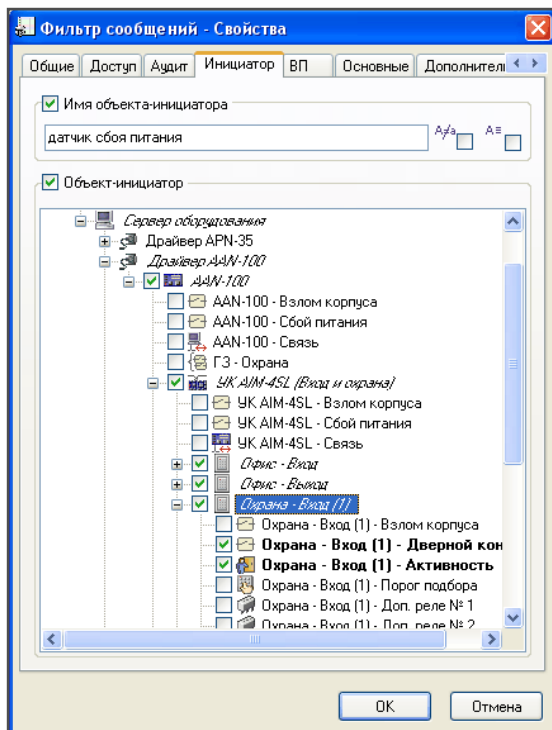 Фильтр сообщений - Свойства
Общие Доступ Аудит Инициатор ВП Основные Дополнител
Имя объекта-инициатора
датчик сбоя питания
A≠a A≡
Объект-инициатор
Сервер оборудования
Драйвер APN-35
Драйвер AAN-100
AAN-100
AAN-100 - Взлом корпуса
AAN-100 - Сбой питания
AAN-100 - Связь
ГЗ - Охрана
УК AIM-4SL (Вход и охрана)
УК AIM-4SL - Взлом корпуса
УК AIM-4SL - Сбой питания
УК AIM-4SL - Связь
Офис - Вход
Офис - Выход
Охрана - Вход (1)
Охрана - Вход (1) - Взлом корпуса
Охрана - Вход (1) - Дверной кон
Охрана - Вход (1) - Активность
Охрана - Вход (1) - Порог подбора
Охрана - Вход (1) - Доп. реле № 1
Охрана - Вход (1) - Доп. реле № 2
OK Отмена